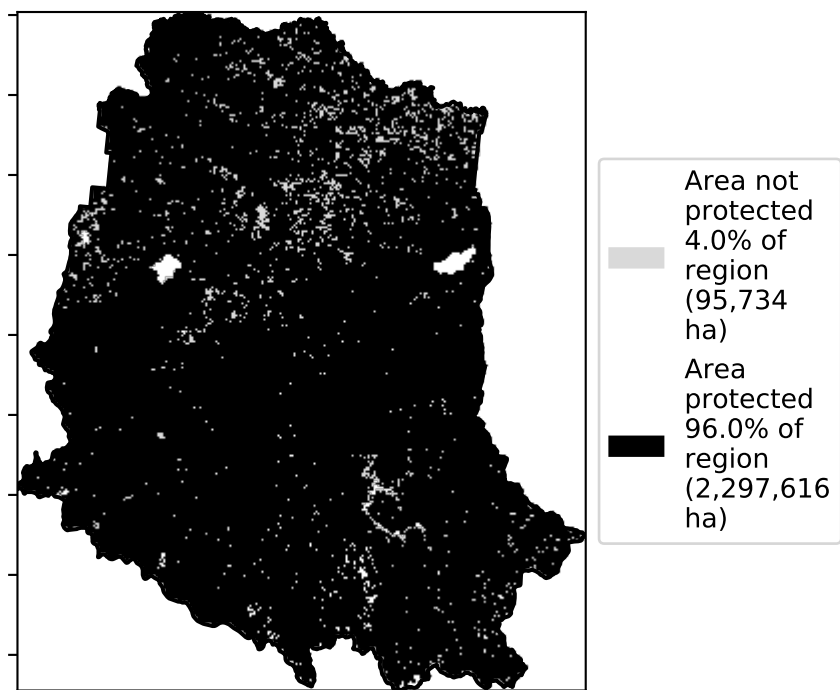 Area not
protected
4.0% of
region
(95,734
ha)
Area
protected
96.0% of
region
(2,297,616
ha)